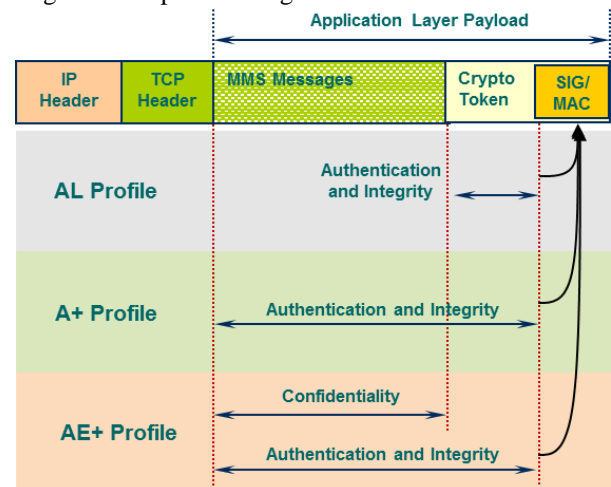 Application Layer Payload
IP
Header
TCP
Header
MMS Messages
Crypto
Token
SIG/
MAC
AL Profile
Authentication
and Integrity
A+ Profile
Authentication and Integrity
Confidentiality
AE+ Profile
Authentication and Integrity